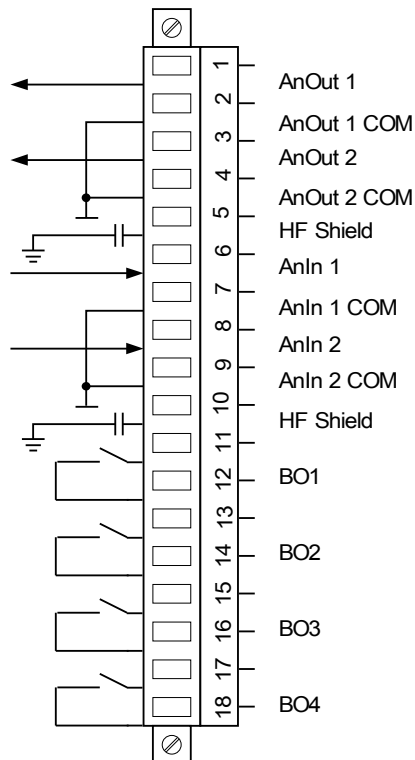 1
AnOut 1
2
AnOut 1 COM
3
AnOut 2
4
AnOut 2 COM
5
HF Shield
6
AnIn 1
7
AnIn 1 COM
8
AnIn 2
9
AnIn 2 COM
10
HF Shield
11
12
BO1
13
14
BO2
15
16
BO3
17
18
BO4